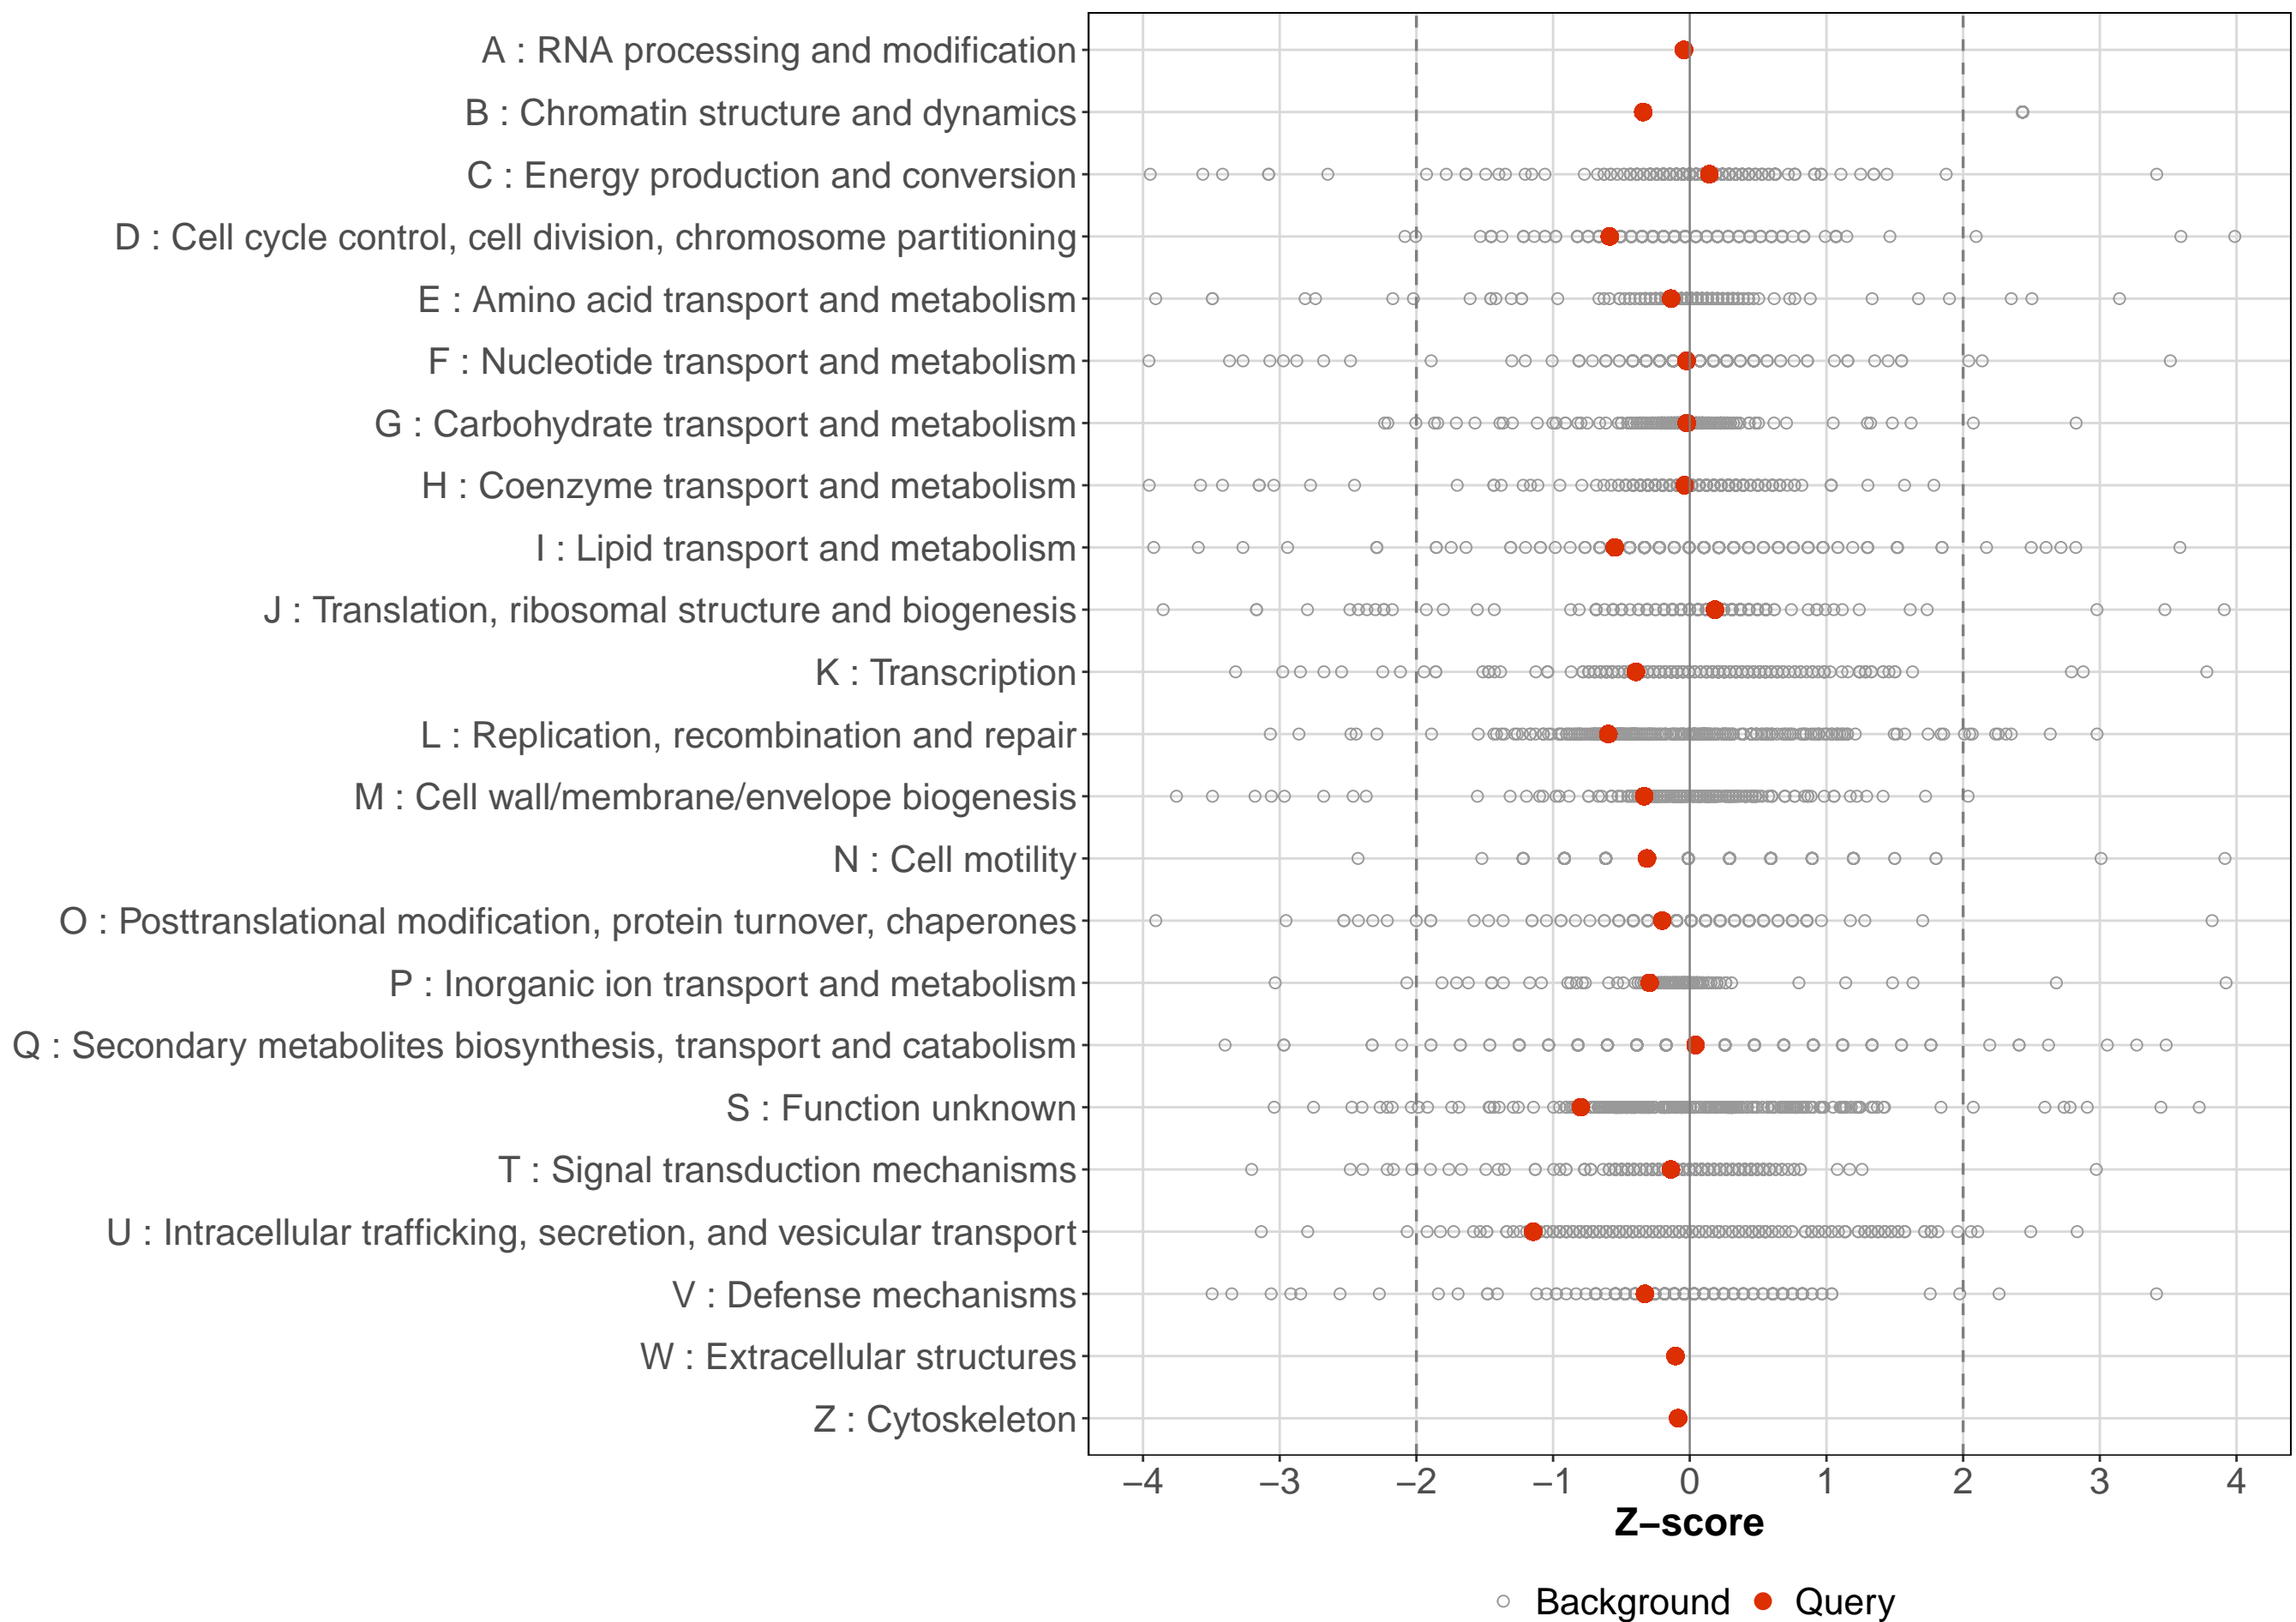 A : RNA processing and modification
B : Chromatin structure and dynamics
C : Energy production and conversion
D : Cell cycle control, cell division, chromosome partitioning
E : Amino acid transport and metabolism
F : Nucleotide transport and metabolism
G : Carbohydrate transport and metabolism
H : Coenzyme transport and metabolism
I : Lipid transport and metabolism
J : Translation, ribosomal structure and biogenesis
K : Transcription
L : Replication, recombination and repair
M : Cell wall/membrane/envelope biogenesis
N : Cell motility
O : Posttranslational modification, protein turnover, chaperones
P : Inorganic ion transport and metabolism
Q : Secondary metabolites biosynthesis, transport and catabolism
S : Function unknown
T : Signal transduction mechanisms
U : Intracellular trafficking, secretion, and vesicular transport
V : Defense mechanisms
W : Extracellular structures
Z : Cytoskeleton
−4 −3 −2 −1 0 1 2 3 4
Z−score
Background Query